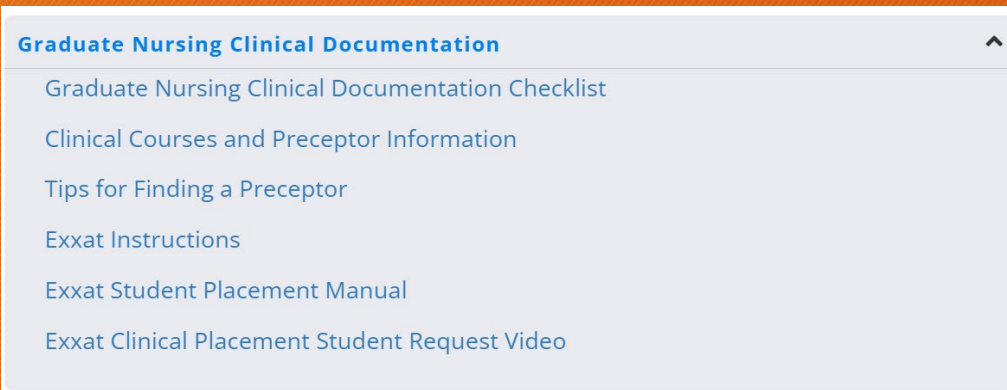 Graduate Nursing Clinical Documentation
Graduate Nursing Clinical Documentation Checklist
Clinical Courses and Preceptor Information
Tips for Finding a Preceptor
Exxat Instructions
Exxat Student Placement Manual
Exxat Clinical Placement Student Request Video